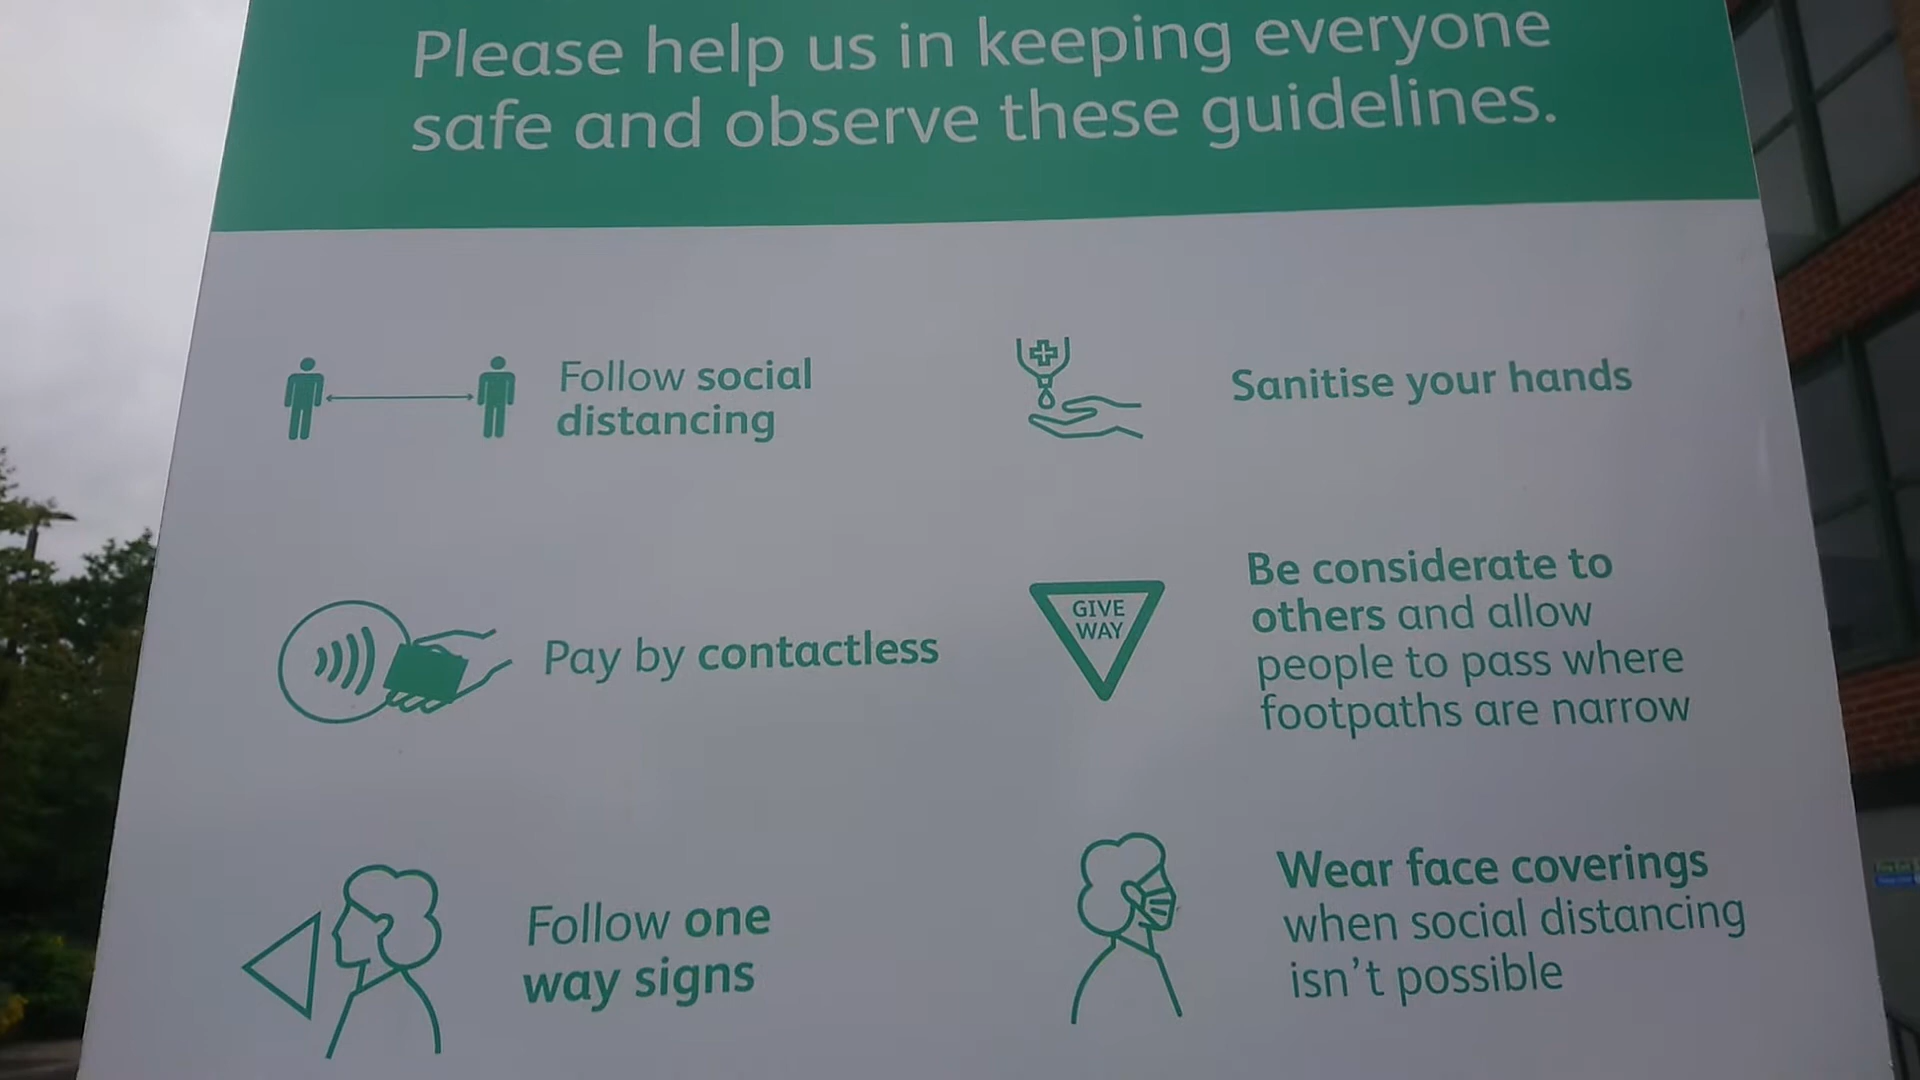 Please help us in keeping everyone
safe and observe these guidelines.
Follow social
distancing
Sanitise your hands
Pay by contactless
GIVE
WAY
Be considerate to
others and allow
people to pass where
footpaths are narrow
Follow one
way signs
Wear face coverings
when social distancing
isn't possible